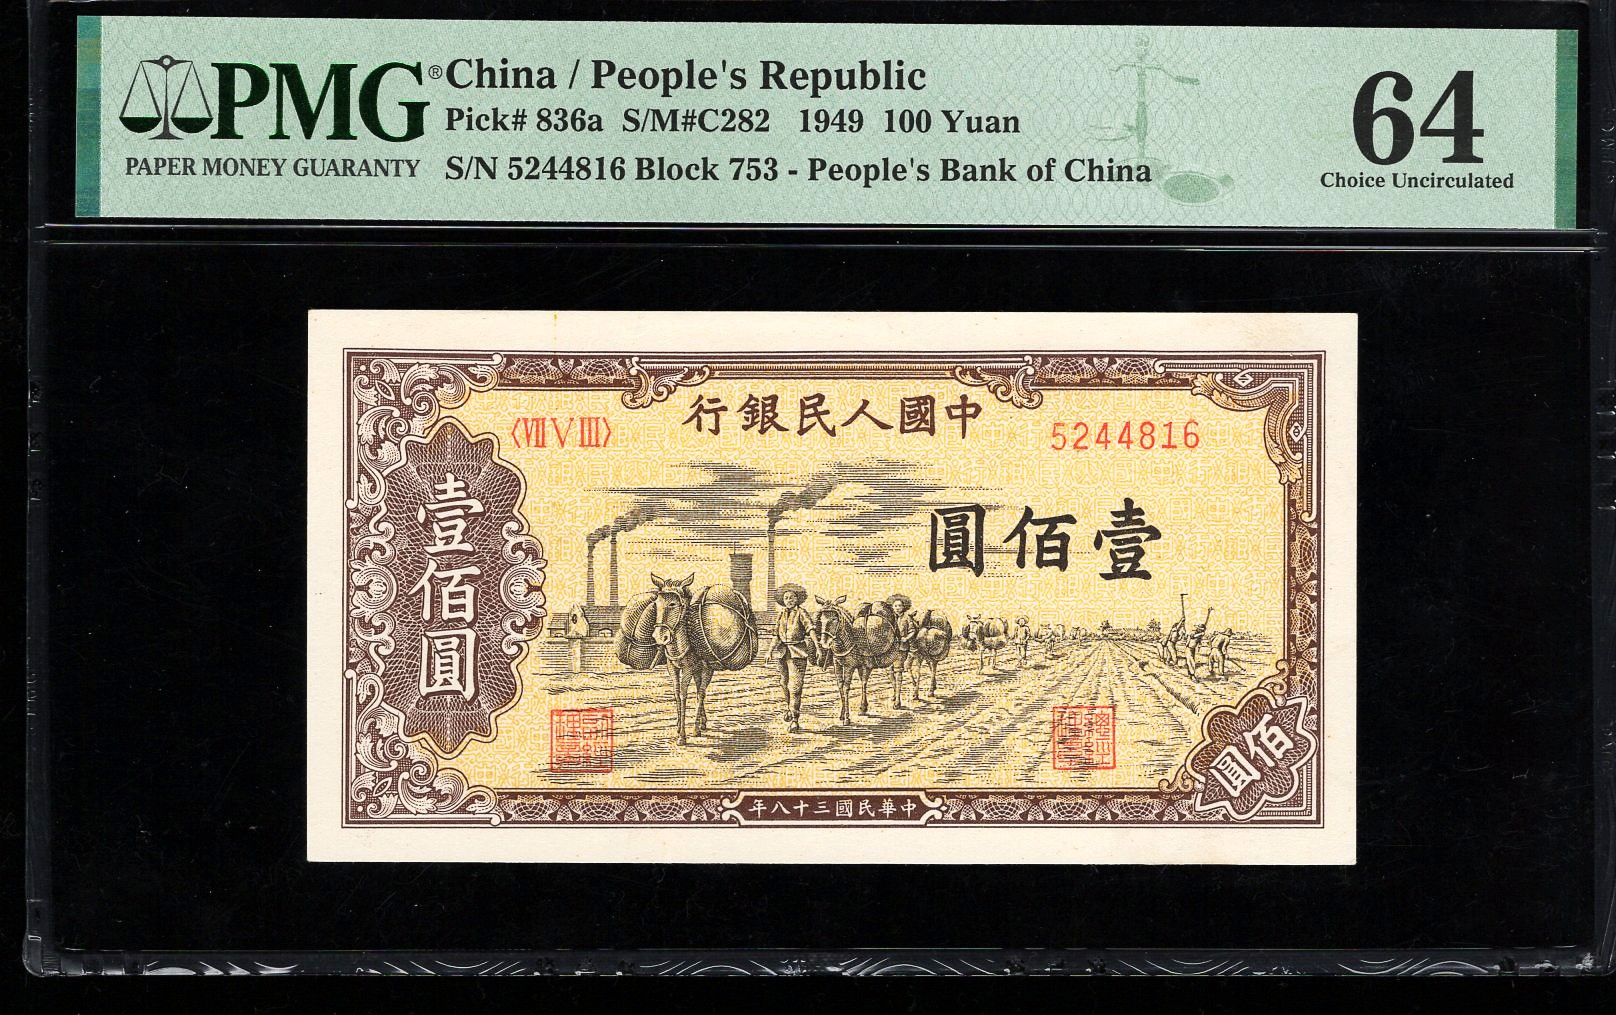 PMG®
PAPER MONEY GUARANTY
China / People's Republic
Pick# 836a S/M#C282 1949 100 Yuan
S/N 5244816 Block 753 - People's Bank of China
64
Choice Uncirculated
中國人民銀行
〈VII V III〉
5244816
壹佰圓
壹佰圓
佰圓
中華民國三十八年